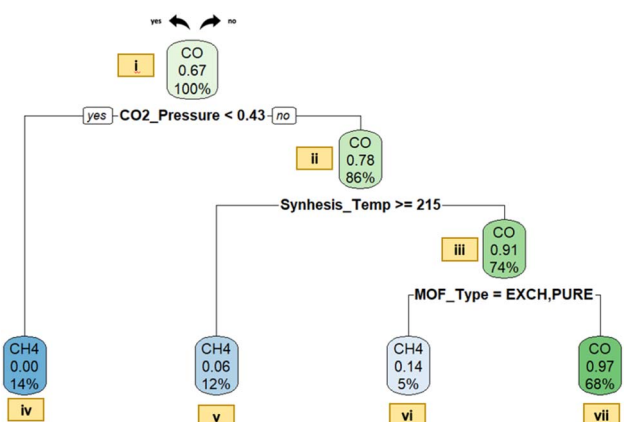 yes no
i
CO
0.67
100%
yes CO2_Pressure < 0.43 no
ii
CO
0.78
86%
Synhesis_Temp >= 215
iii
CO
0.91
74%
MOF_Type = EXCH,PURE
CH4
0.00
14%
iv
CH4
0.06
12%
v
CH4
0.14
5%
vi
CO
0.97
68%
vii